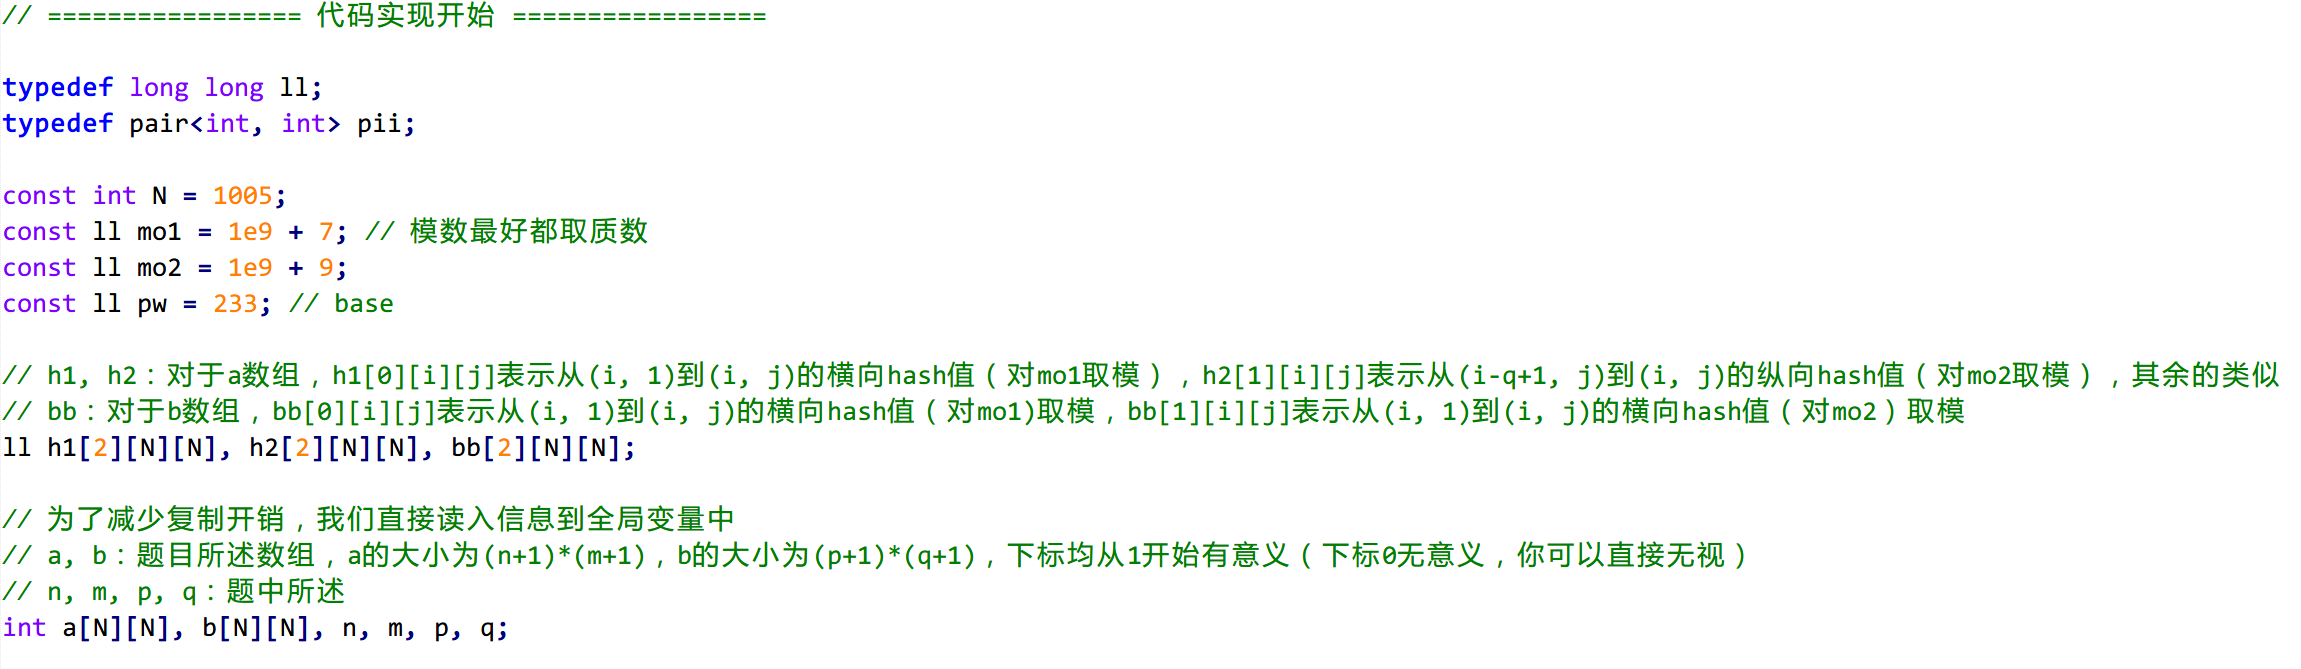 // ================= 代码实现开始 =================
typedef long long ll;
typedef pair<int, int> pii;
const int N = 1005;
const ll mo1 = 1e9 + 7; // 模数最好都取质数
const ll mo2 = 1e9 + 9;
const ll pw = 233; // base
// h1, h2：对于a数组，h1[0][i][j]表示从(i, 1)到(i, j)的横向hash值（对mo1取模），h2[1][i][j]表示从(i-q+1, j)到(i, j)的纵向hash值（对mo2取模），其余的类似
// bb：对于b数组，bb[0][i][j]表示从(i, 1)到(i, j)的横向hash值（对mo1)取模，bb[1][i][j]表示从(i, 1)到(i, j)的横向hash值（对mo2）取模
ll h1[2][N][N], h2[2][N][N], bb[2][N][N];
// 为了减少复制开销，我们直接读入信息到全局变量中
// a, b：题目所述数组，a的大小为(n+1)*(m+1)，b的大小为(p+1)*(q+1)，下标均从1开始有意义（下标0无意义，你可以直接无视）
// n, m, p, q：题中所述
int a[N][N], b[N][N], n, m, p, q;